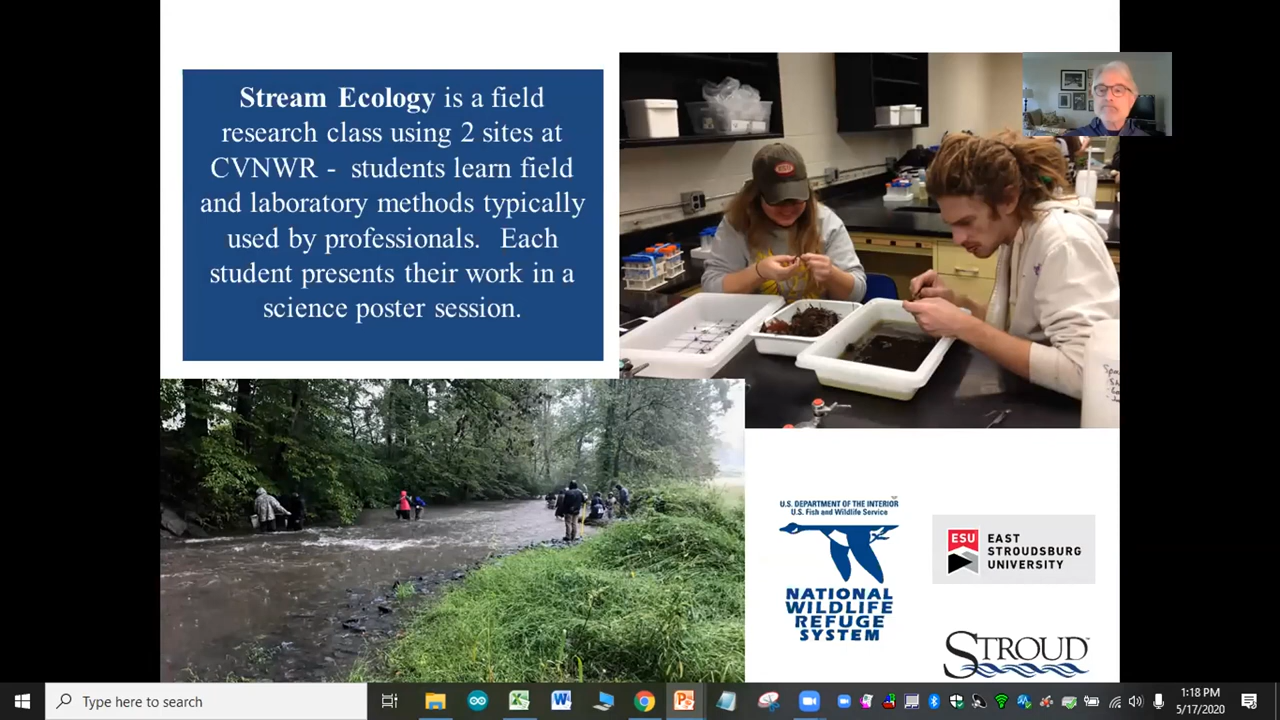 Stream Ecology is a field
research class using 2 sites at
CVNWR - students learn field
and laboratory methods typically
used by professionals. Each
student presents their work in a
science poster session.
U.S. DEPARTMENT OF THE INTERIOR
U.S. Fish and Wildlife Service
NATIONAL
WILDLIFE
REFUGE
SYSTEM
ESU
EAST
STROUDSBURG
UNIVERSITY
STROUD™
Type here to search
1:18 PM
5/17/2020